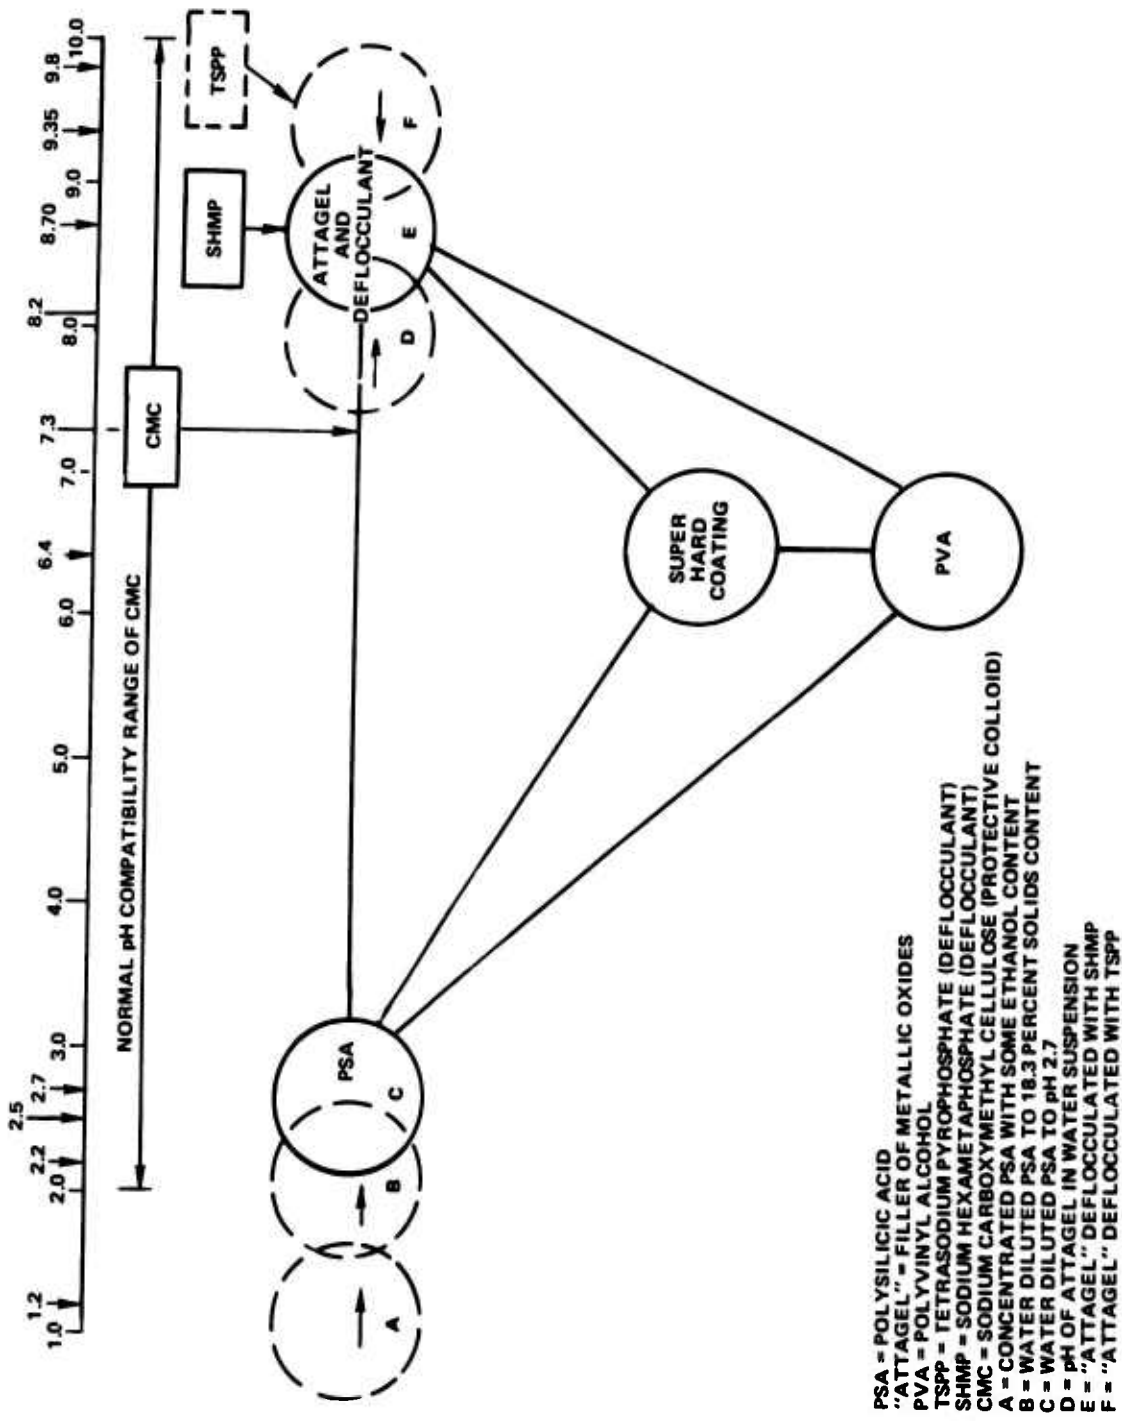 1.0
1.2
2.0
2.2
2.5
2.7
3.0
4.0
5.0
6.0
6.4
7.0
7.3
8.0
8.2
8.70
9.0
9.35
9.8
10.0
NORMAL pH COMPATIBILITY RANGE OF CMC
CMC
SHMP
TSPP
A
B
C
PSA
D
ATTAGEL
AND
DEFLOCCULANT
E
F
SUPER
HARD
COATING
PVA
PSA = POLYSILICIC ACID
"ATTAGEL" = FILLER OF METALLIC OXIDES
PVA = POLYVINYL ALCOHOL
TSPP = TETRASODIUM PYROPHOSPHATE (DEFLOCCULANT)
SHMP = SODIUM HEXAMETAPHOSPHATE (DEFLOCCULANT)
CMC = SODIUM CARBOXYMETHYL CELLULOSE (PROTECTIVE COLLOID)
A = CONCENTRATED PSA WITH SOME ETHANOL CONTENT
B = WATER DILUTED PSA TO 18.3 PERCENT SOLIDS CONTENT
C = WATER DILUTED PSA TO pH 2.7
D = pH OF ATTAGEL IN WATER SUSPENSION
E = "ATTAGEL" DEFLOCCULATED WITH SHMP
F = "ATTAGEL" DEFLOCCULATED WITH TSPP